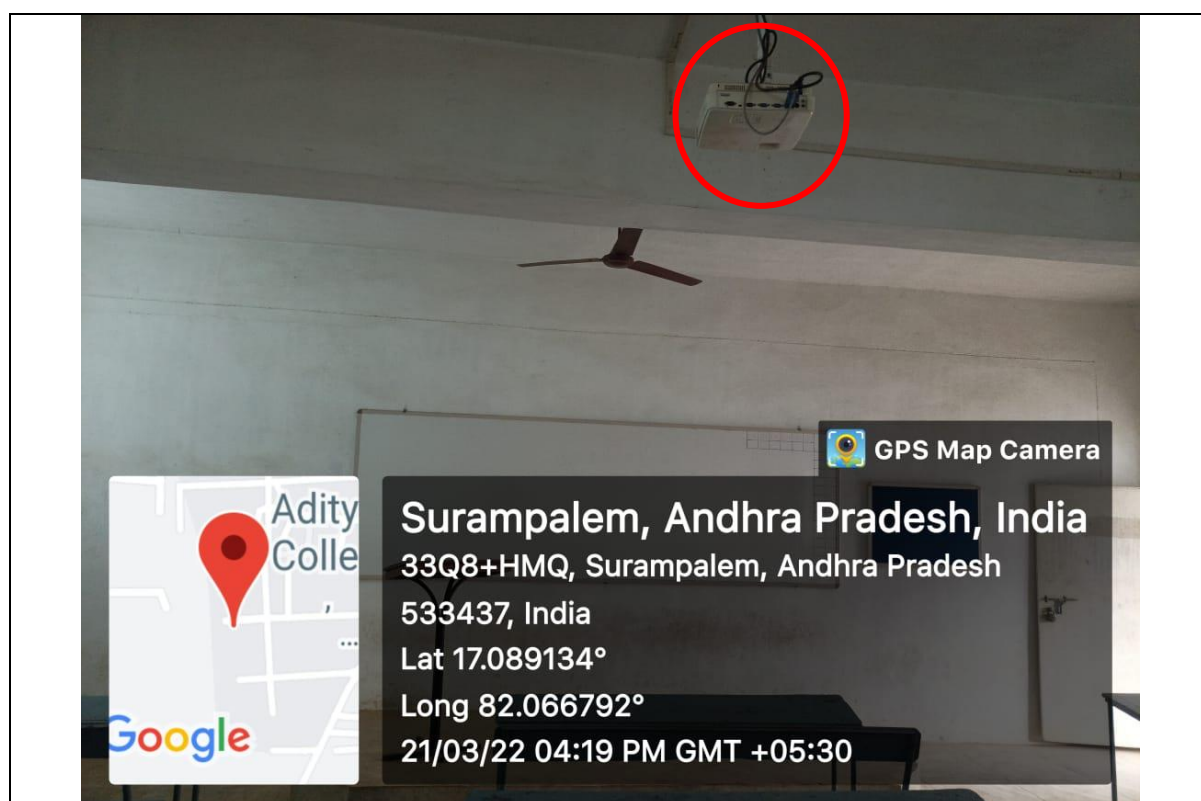 GPS Map Camera
Adity
Colle
,
...
Google
Surampalem, Andhra Pradesh, India
33Q8+HMQ, Surampalem, Andhra Pradesh
533437, India
Lat 17.089134°
Long 82.066792°
21/03/22 04:19 PM GMT +05:30